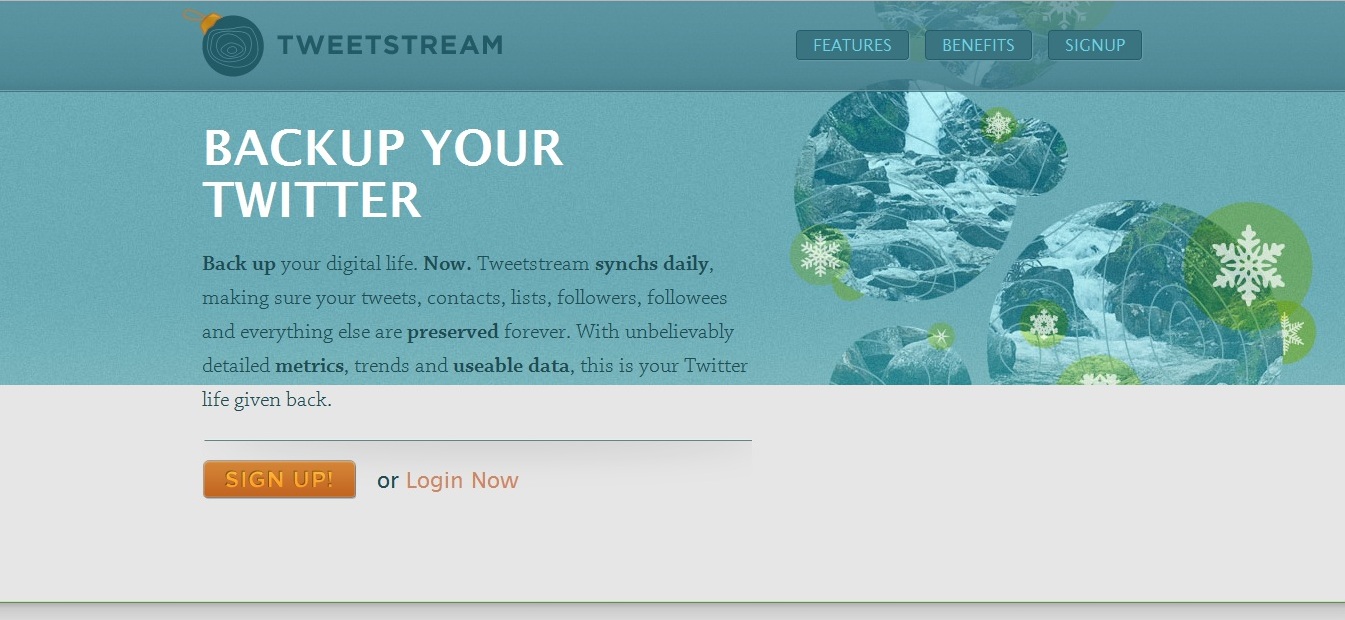 TWEETSTREAM
FEATURES
BENEFITS
SIGNUP
BACKUP YOUR
TWITTER
Back up your digital life. Now. Tweetstream synchs daily,
making sure your tweets, contacts, lists, followers, followees
and everything else are preserved forever. With unbelievably
detailed metrics, trends and useable data, this is your Twitter
life given back.
SIGN UP! or Login Now